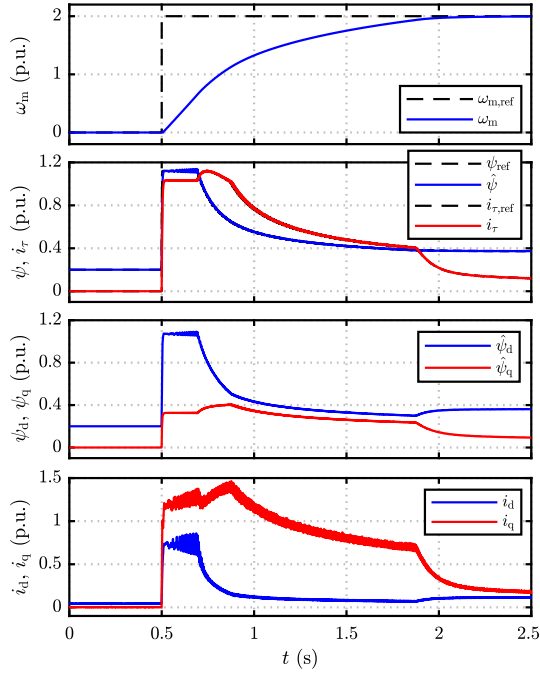 2
1
0
ω_m (p.u.)
ω_m,ref
ω_m
1.2
0.8
0.4
0
ψ, i_τ (p.u.)
ψ_ref
ψ̂
i_τ,ref
i_τ
1.2
0.8
0.4
0
ψ_d, ψ_q (p.u.)
ψ̂_d
ψ̂_q
1.5
1
0.5
0
i_d, i_q (p.u.)
i_d
i_q
0 0.5 1 1.5 2 2.5
t (s)